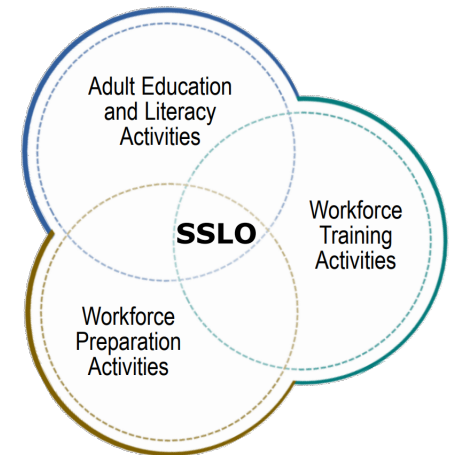 Adult Education
and Literacy
Activities
SSLO
Workforce
Training
Activities
Workforce
Preparation
Activities